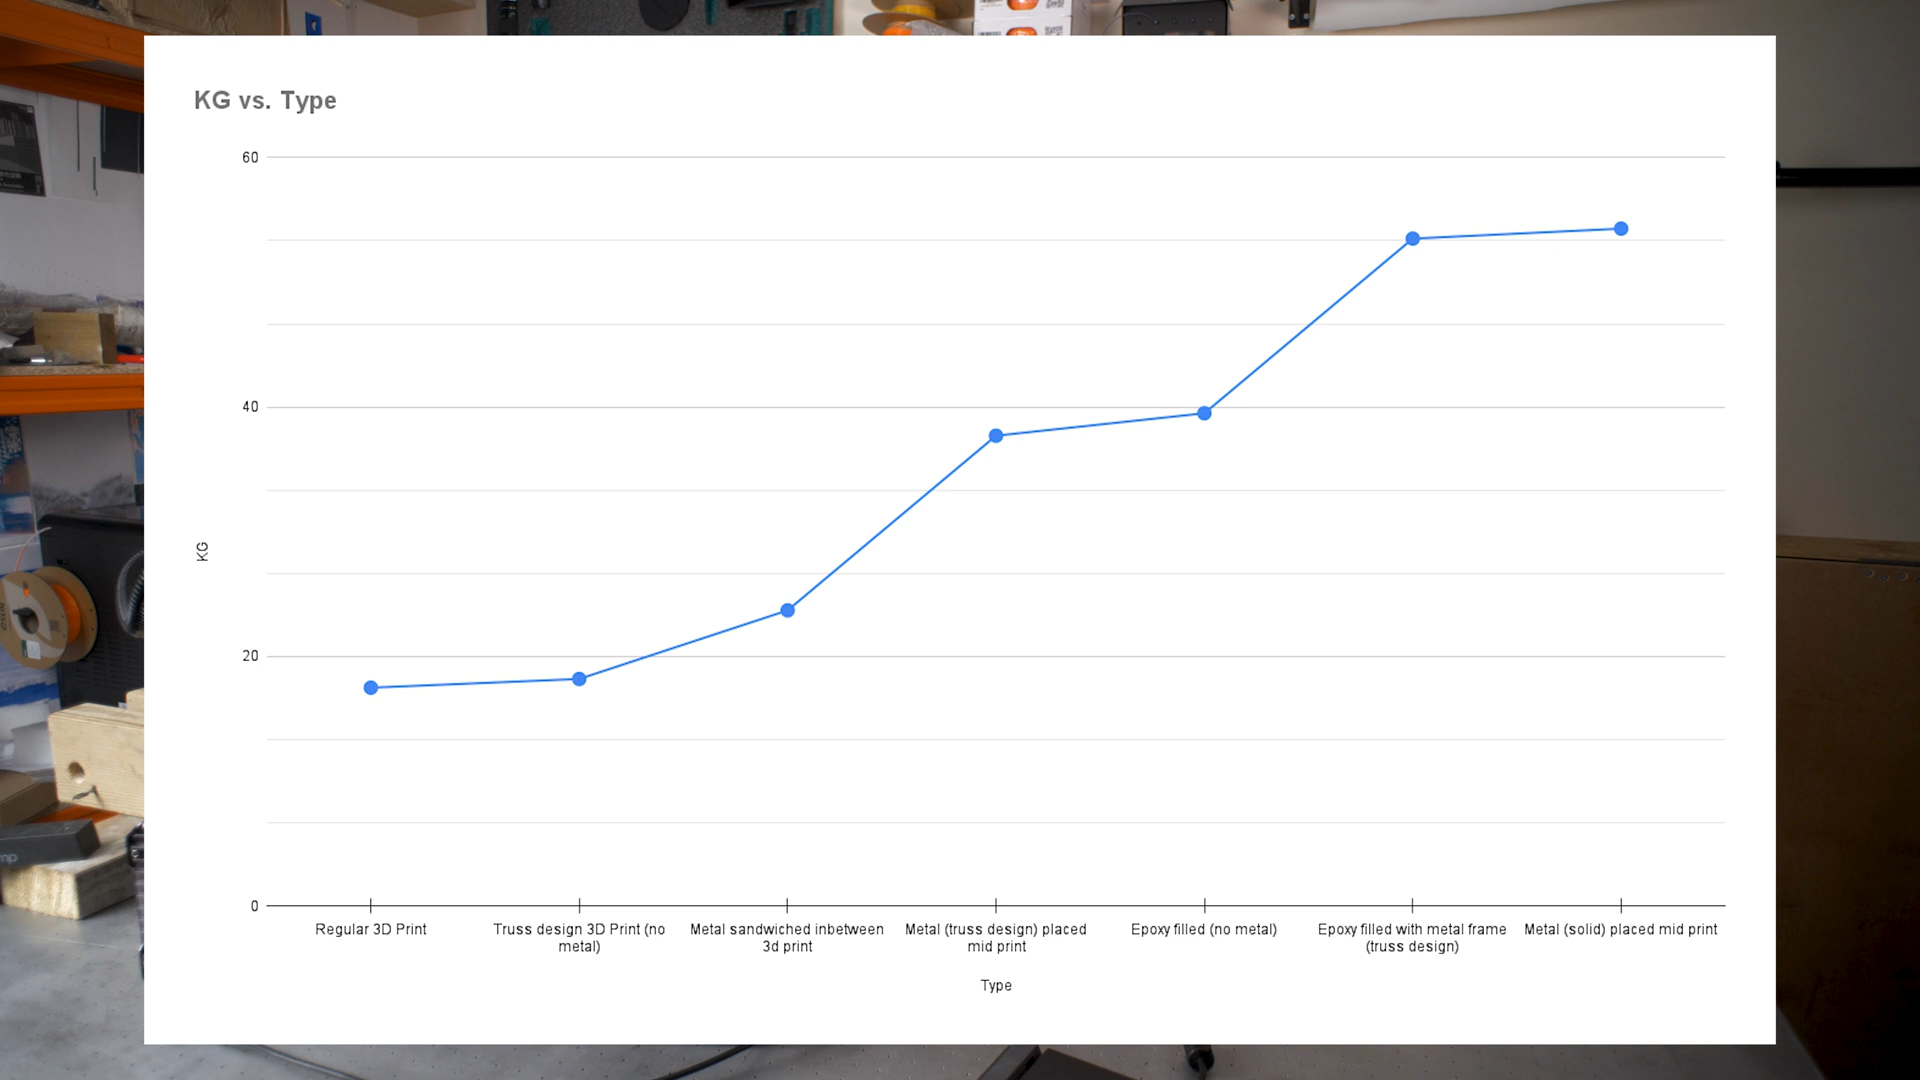 KG vs. Type
60
40
20
0
KG
Regular 3D Print
Truss design 3D Print (no
metal)
Metal sandwiched inbetween
3d print
Metal (truss design) placed
mid print
Epoxy filled (no metal)
Epoxy filled with metal frame
(truss design)
Metal (solid) placed mid print
Type